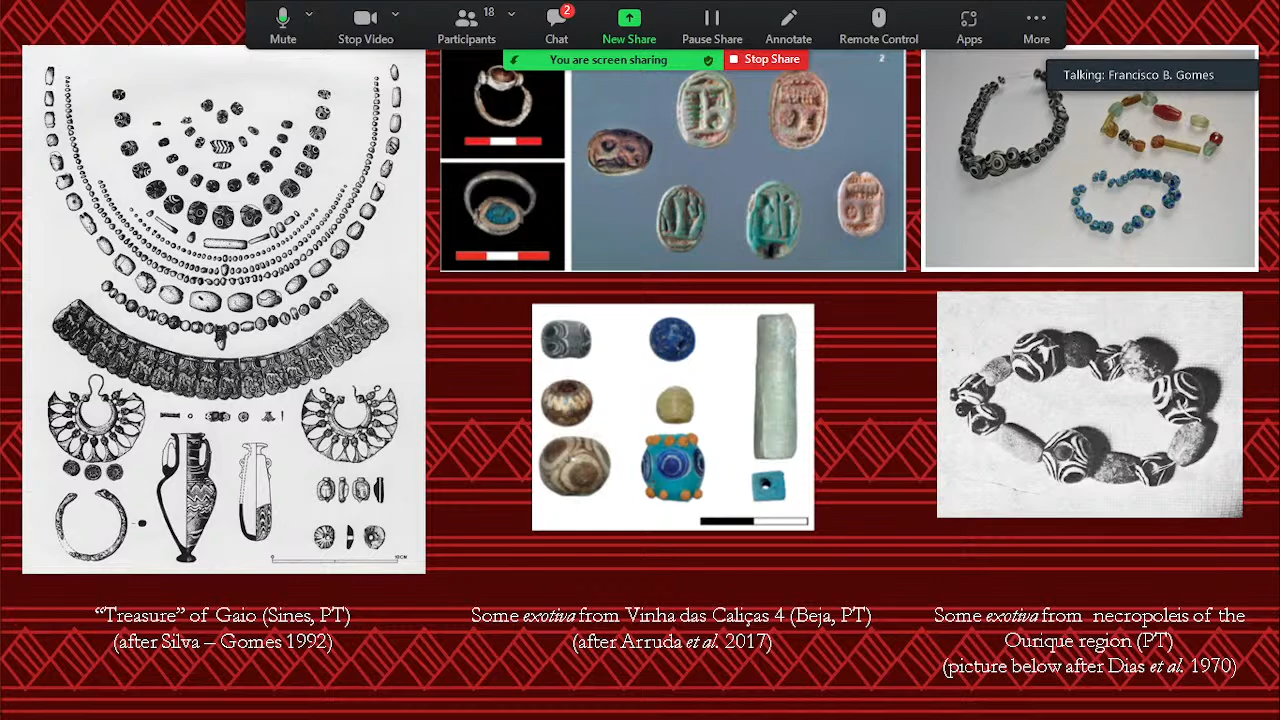 18
2
Mute
Stop Video
Participants
Chat
New Share
Pause Share
Annotate
Remote Control
Apps
More
You are screen sharing
Stop Share
2
Talking: Francisco B. Gomes
0
10CM
“Treasure” of Gaio (Sines, PT)
(after Silva – Gomes 1992)
Some exotiva from Vinha das Caliças 4 (Beja, PT)
(after Arruda et al. 2017)
Some exotiva from necropoleis of the
Ourique region (PT)
(picture below after Dias et al. 1970)